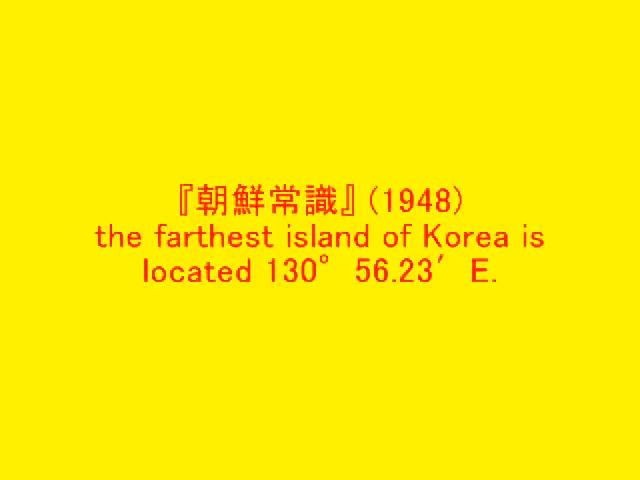 『朝鮮常識』(1948)
the farthest island of Korea is
located 130°56.23′E.